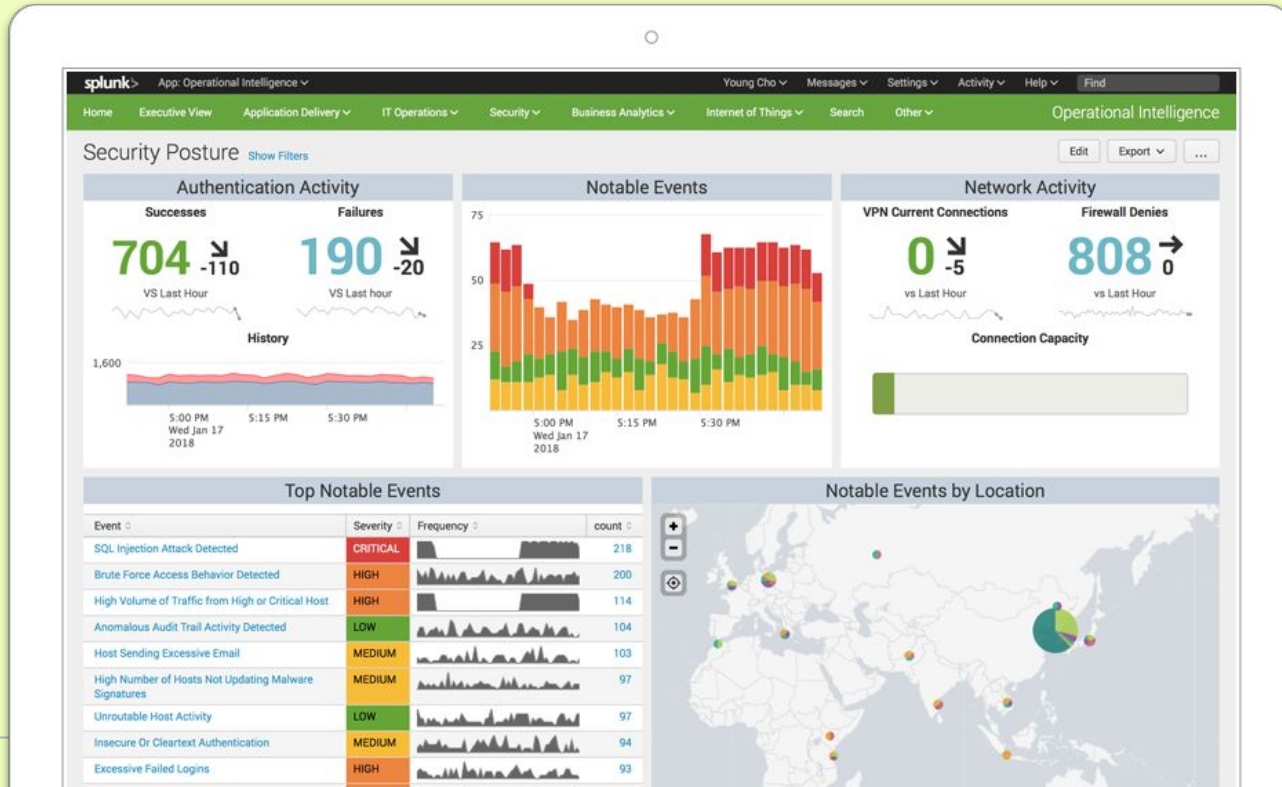 splunk> App: Operational Intelligence Young Cho Messages Settings Activity Help Find
Home Executive View Application Delivery IT Operations Security Business Analytics Internet of Things Search Other Operational Intelligence
Security Posture Show Filters Edit Export ...
Authentication Activity
Successes Failures
704 -110 190 -20
VS Last Hour VS Last hour
History
1,600
5:00 PM 5:15 PM 5:30 PM
Wed Jan 17
2018
Notable Events
75
50
25
5:00 PM 5:15 PM 5:30 PM
Wed Jan 17
2018
Network Activity
VPN Current Connections Firewall Denies
0 -5 808 0
vs Last Hour vs Last Hour
Connection Capacity
Top Notable Events
Event Severity Frequency count
SQL Injection Attack Detected CRITICAL 218
Brute Force Access Behavior Detected HIGH 200
High Volume of Traffic from High or Critical Host HIGH 114
Anomalous Audit Trail Activity Detected LOW 104
Host Sending Excessive Email MEDIUM 103
High Number of Hosts Not Updating Malware MEDIUM 97
Signatures
Unroutable Host Activity LOW 97
Insecure Or Cleartext Authentication MEDIUM 94
Excessive Failed Logins HIGH 93
Notable Events by Location
+
-